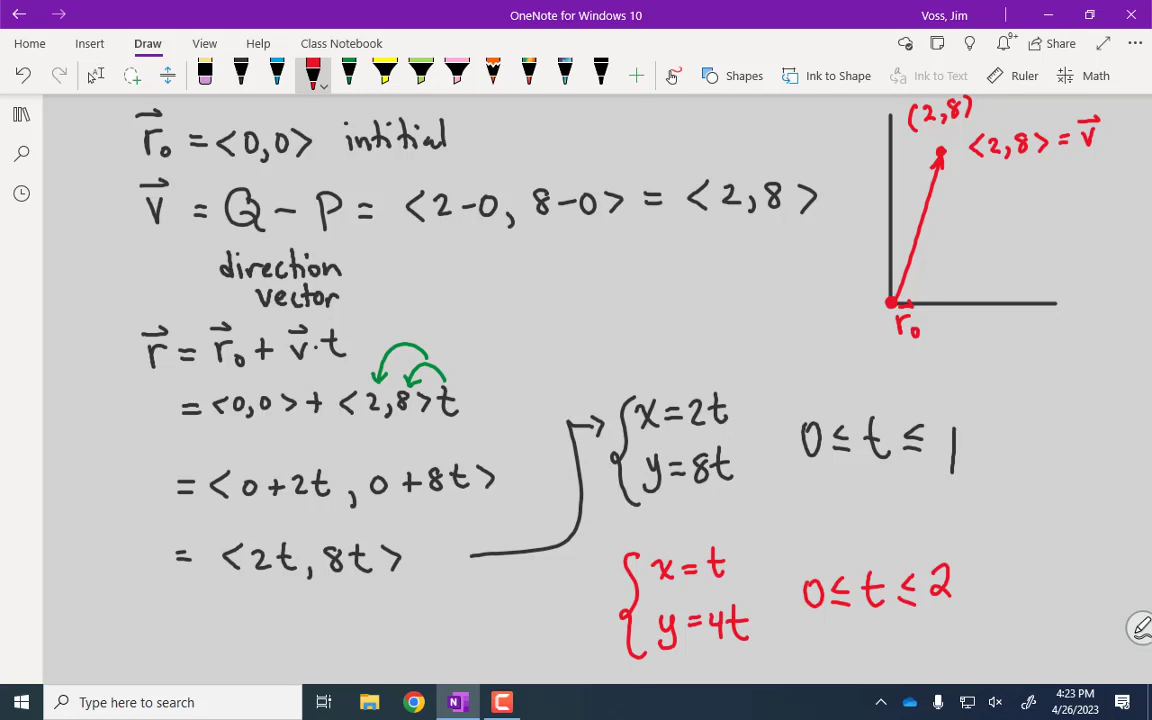 OneNote for Windows 10
Voss, Jim
Home Insert Draw View Help Class Notebook
9+
Share
Shapes
Ink to Shape
Ink to Text
Ruler
Math
r⃗₀ = <0,0> intitial
v⃗ = Q − P = <2−0, 8−0> = <2,8>
direction
vector
r⃗ = r⃗₀ + v⃗·t
= <0,0> + <2,8>t
= <0+2t, 0+8t>
= <2t, 8t>
(2,8)
<2,8> = v⃗
r⃗₀
{ x=2t
y=8t
0≤t≤1
{ x=t
y=4t
0≤t≤2
Type here to search
4:23 PM
4/26/2023